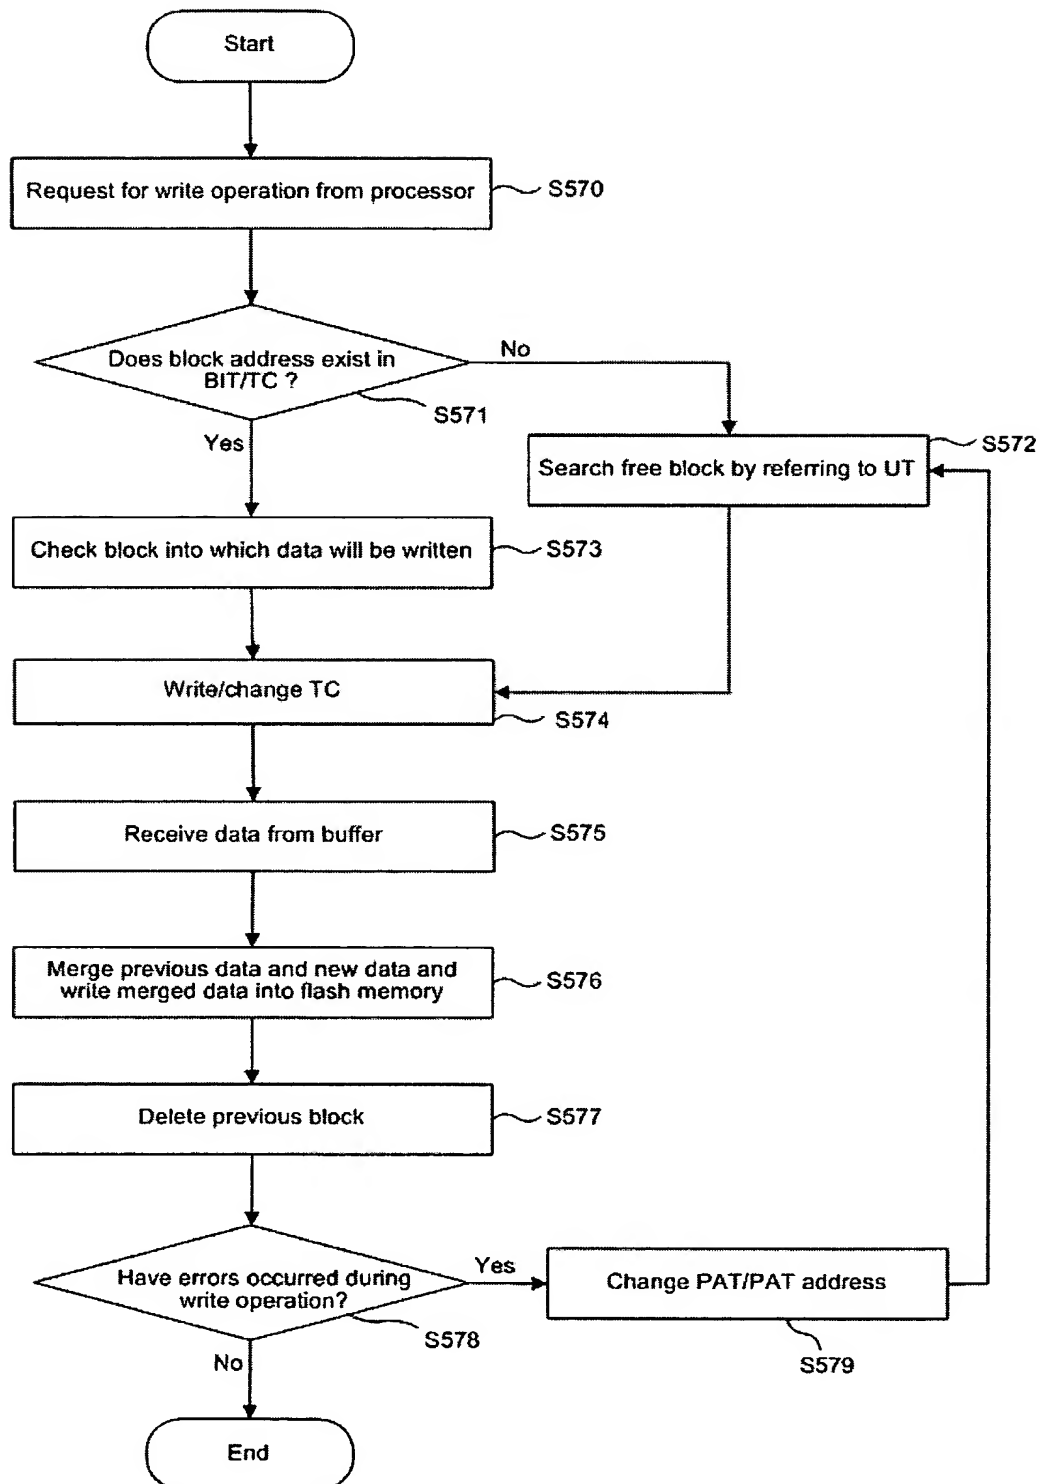 Start
Request for write operation from processor
S570
Does block address exist in
BIT/TC ?
S571
No
Yes
S572
Search free block by referring to UT
Check block into which data will be written
S573
Write/change TC
S574
Receive data from buffer
S575
Merge previous data and new data and
write merged data into flash memory
S576
Delete previous block
S577
Have errors occurred during
write operation?
S578
Yes
Change PAT/PAT address
S579
No
End